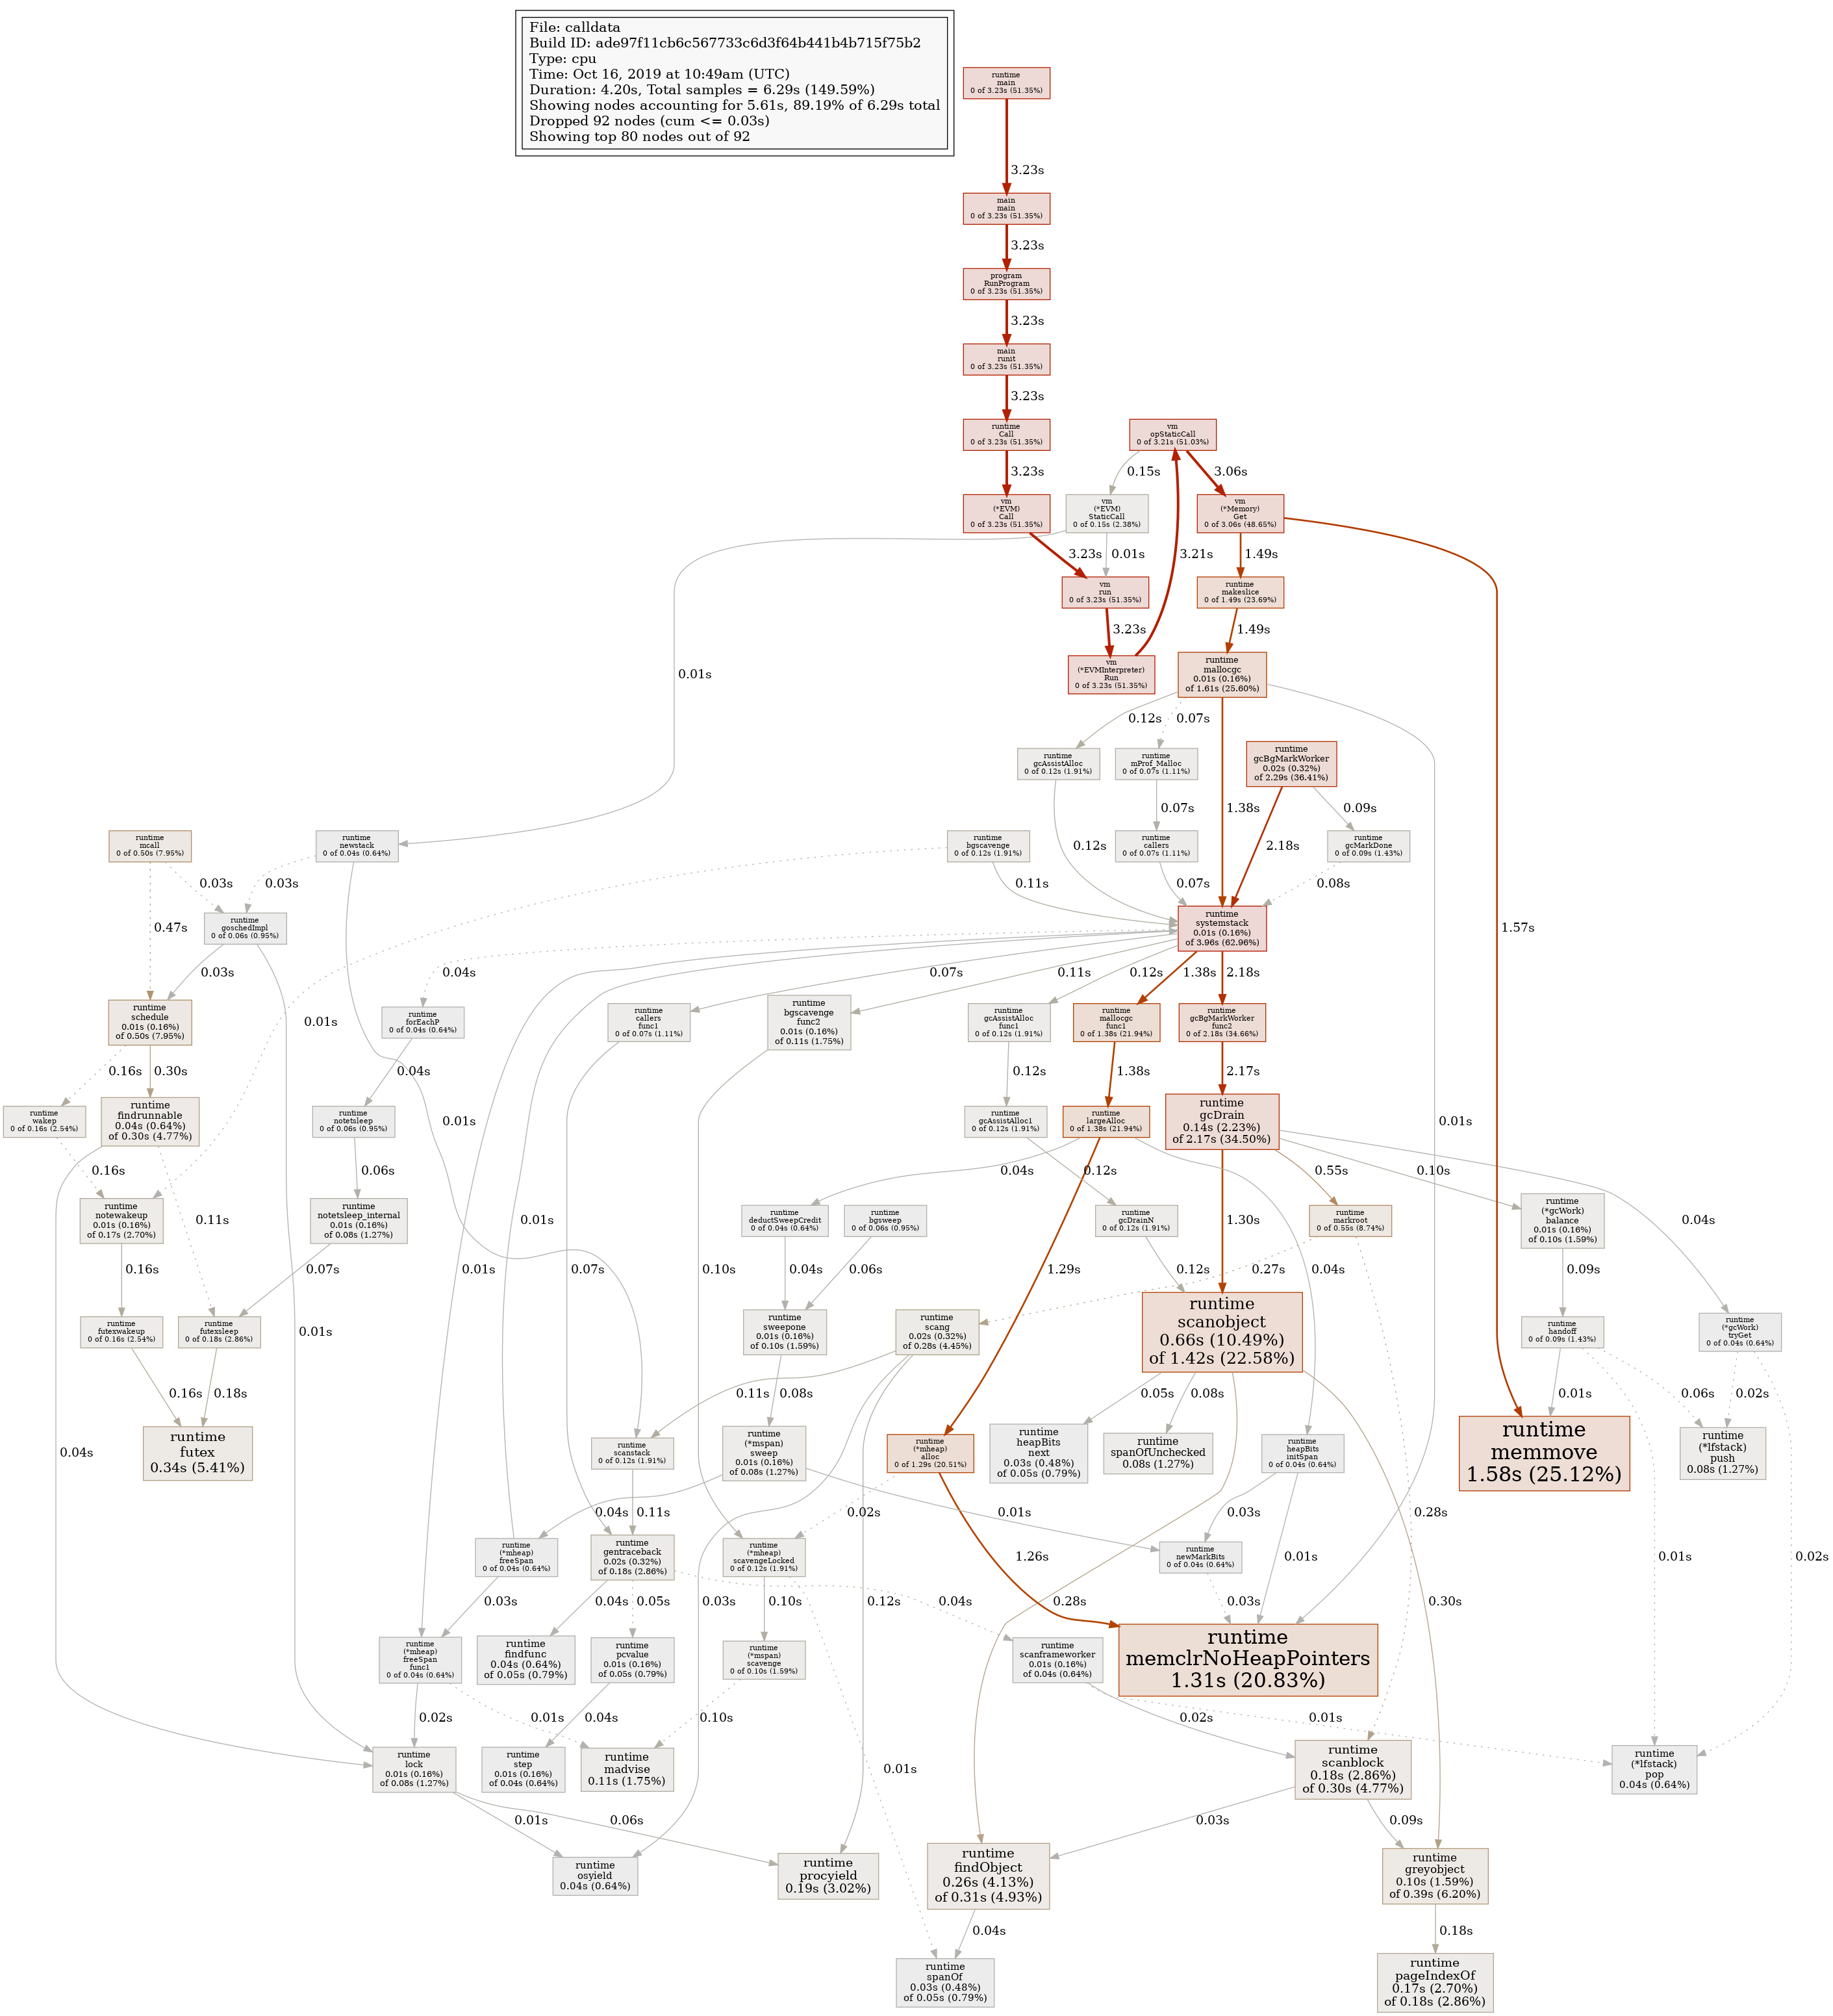 File: calldata
Build ID: ade97f11cb6c567733c6d3f64b441b4b715f75b2
Type: cpu
Time: Oct 16, 2019 at 10:49am (UTC)
Duration: 4.20s, Total samples = 6.29s (149.59%)
Showing nodes accounting for 5.61s, 89.19% of 6.29s total
Dropped 92 nodes (cum <= 0.03s)
Showing top 80 nodes out of 92
runtime
main
0 of 3.23s (51.35%)
3.23s
main
main
0 of 3.23s (51.35%)
3.23s
program
RunProgram
0 of 3.23s (51.35%)
3.23s
main
runit
0 of 3.23s (51.35%)
3.23s
runtime
Call
0 of 3.23s (51.35%)
3.23s
vm
opStaticCall
0 of 3.21s (51.03%)
0.15s
3.06s
vm
(*EVM)
Call
0 of 3.23s (51.35%)
vm
(*EVM)
StaticCall
0 of 0.15s (2.38%)
vm
(*Memory)
Get
0 of 3.06s (48.65%)
3.23s
0.01s
3.21s
1.49s
vm
run
0 of 3.23s (51.35%)
runtime
makeslice
0 of 1.49s (23.69%)
3.23s
1.49s
vm
(*EVMInterpreter)
Run
0 of 3.23s (51.35%)
runtime
mallocgc
0.01s (0.16%)
of 1.61s (25.60%)
0.01s
0.12s
0.07s
runtime
gcAssistAlloc
0 of 0.12s (1.91%)
runtime
mProf_Malloc
0 of 0.07s (1.11%)
runtime
gcBgMarkWorker
0.02s (0.32%)
of 2.29s (36.41%)
0.07s
1.38s
0.09s
runtime
mcall
0 of 0.50s (7.95%)
runtime
newstack
0 of 0.04s (0.64%)
runtime
bgscavenge
0 of 0.12s (1.91%)
0.12s
runtime
callers
0 of 0.07s (1.11%)
2.18s
runtime
gcMarkDone
0 of 0.09s (1.43%)
0.03s
0.03s
0.11s
0.07s
0.08s
0.47s
runtime
goschedImpl
0 of 0.06s (0.95%)
runtime
systemstack
0.01s (0.16%)
of 3.96s (62.96%)
1.57s
0.03s
0.04s
0.07s
0.11s
0.12s
1.38s
2.18s
runtime
schedule
0.01s (0.16%)
of 0.50s (7.95%)
0.01s
runtime
forEachP
0 of 0.04s (0.64%)
runtime
callers
func1
0 of 0.07s (1.11%)
runtime
bgscavenge
func2
0.01s (0.16%)
of 0.11s (1.75%)
runtime
gcAssistAlloc
func1
0 of 0.12s (1.91%)
runtime
mallocgc
func1
0 of 1.38s (21.94%)
runtime
gcBgMarkWorker
func2
0 of 2.18s (34.66%)
0.16s
0.30s
0.04s
0.12s
1.38s
2.17s
runtime
wakep
0 of 0.16s (2.54%)
runtime
findrunnable
0.04s (0.64%)
of 0.30s (4.77%)
runtime
notetsleep
0 of 0.06s (0.95%)
0.01s
runtime
gcAssistAlloc1
0 of 0.12s (1.91%)
runtime
largeAlloc
0 of 1.38s (21.94%)
runtime
gcDrain
0.14s (2.23%)
of 2.17s (34.50%)
0.01s
0.16s
0.06s
0.04s
0.12s
0.55s
0.10s
runtime
notewakeup
0.01s (0.16%)
of 0.17s (2.70%)
0.11s
runtime
notetsleep_internal
0.01s (0.16%)
of 0.08s (1.27%)
0.01s
runtime
deductSweepCredit
0 of 0.04s (0.64%)
runtime
bgsweep
0 of 0.06s (0.95%)
runtime
gcDrainN
0 of 0.12s (1.91%)
1.30s
runtime
markroot
0 of 0.55s (8.74%)
runtime
(*gcWork)
balance
0.01s (0.16%)
of 0.10s (1.59%)
0.04s
0.16s
0.07s
0.01s
0.07s
0.10s
0.04s
0.06s
1.29s
0.12s
0.27s
0.04s
0.09s
runtime
futexwakeup
0 of 0.16s (2.54%)
runtime
futexsleep
0 of 0.18s (2.86%)
0.01s
runtime
sweepone
0.01s (0.16%)
of 0.10s (1.59%)
runtime
scang
0.02s (0.32%)
of 0.28s (4.45%)
runtime
scanobject
0.66s (10.49%)
of 1.42s (22.58%)
runtime
handoff
0 of 0.09s (1.43%)
runtime
(*gcWork)
tryGet
0 of 0.04s (0.64%)
0.16s
0.18s
0.08s
0.11s
0.05s
0.08s
0.01s
0.06s
0.02s
0.04s
runtime
futex
0.34s (5.41%)
runtime
scanstack
0 of 0.12s (1.91%)
runtime
(*mspan)
sweep
0.01s (0.16%)
of 0.08s (1.27%)
runtime
(*mheap)
alloc
0 of 1.29s (20.51%)
runtime
heapBits
next
0.03s (0.48%)
of 0.05s (0.79%)
runtime
spanOfUnchecked
0.08s (1.27%)
runtime
heapBits
initSpan
0 of 0.04s (0.64%)
runtime
memmove
1.58s (25.12%)
runtime
(*lfstack)
push
0.08s (1.27%)
0.04s
0.11s
0.02s
0.01s
0.03s
0.28s
runtime
(*mheap)
freeSpan
0 of 0.04s (0.64%)
runtime
gentraceback
0.02s (0.32%)
of 0.18s (2.86%)
runtime
(*mheap)
scavengeLocked
0 of 0.12s (1.91%)
1.26s
runtime
newMarkBits
0 of 0.04s (0.64%)
0.01s
0.01s
0.02s
0.03s
0.04s
0.05s
0.03s
0.10s
0.12s
0.04s
0.28s
0.03s
0.30s
runtime
(*mheap)
freeSpan
func1
0 of 0.04s (0.64%)
runtime
findfunc
0.04s (0.64%)
of 0.05s (0.79%)
runtime
pcvalue
0.01s (0.16%)
of 0.05s (0.79%)
runtime
(*mspan)
scavenge
0 of 0.10s (1.59%)
runtime
scanframeworker
0.01s (0.16%)
of 0.04s (0.64%)
runtime
memclrNoHeapPointers
1.31s (20.83%)
0.02s
0.01s
0.04s
0.10s
0.02s
0.01s
runtime
lock
0.01s (0.16%)
of 0.08s (1.27%)
runtime
step
0.01s (0.16%)
of 0.04s (0.64%)
runtime
madvise
0.11s (1.75%)
0.01s
runtime
scanblock
0.18s (2.86%)
of 0.30s (4.77%)
runtime
(*lfstack)
pop
0.04s (0.64%)
0.01s
0.06s
0.03s
0.09s
runtime
osyield
0.04s (0.64%)
runtime
procyield
0.19s (3.02%)
runtime
findObject
0.26s (4.13%)
of 0.31s (4.93%)
runtime
greyobject
0.10s (1.59%)
of 0.39s (6.20%)
0.04s
0.18s
runtime
spanOf
0.03s (0.48%)
of 0.05s (0.79%)
runtime
pageIndexOf
0.17s (2.70%)
of 0.18s (2.86%)